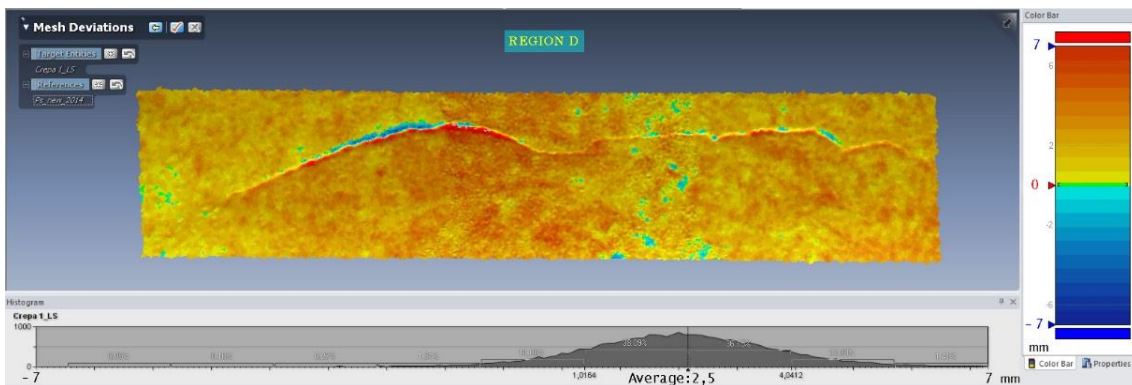 Mesh Deviations
REGION D
Target Entities
Crepa 1_LS
References
Ps_new_2014
Color Bar
7
6
2
0
-2
-6
-7
mm
Color Bar
Properties
Histogram
Crepa 1_LS
1000
0
38.09%
-7
1,0164
Average:2,5
4,0412
7 mm